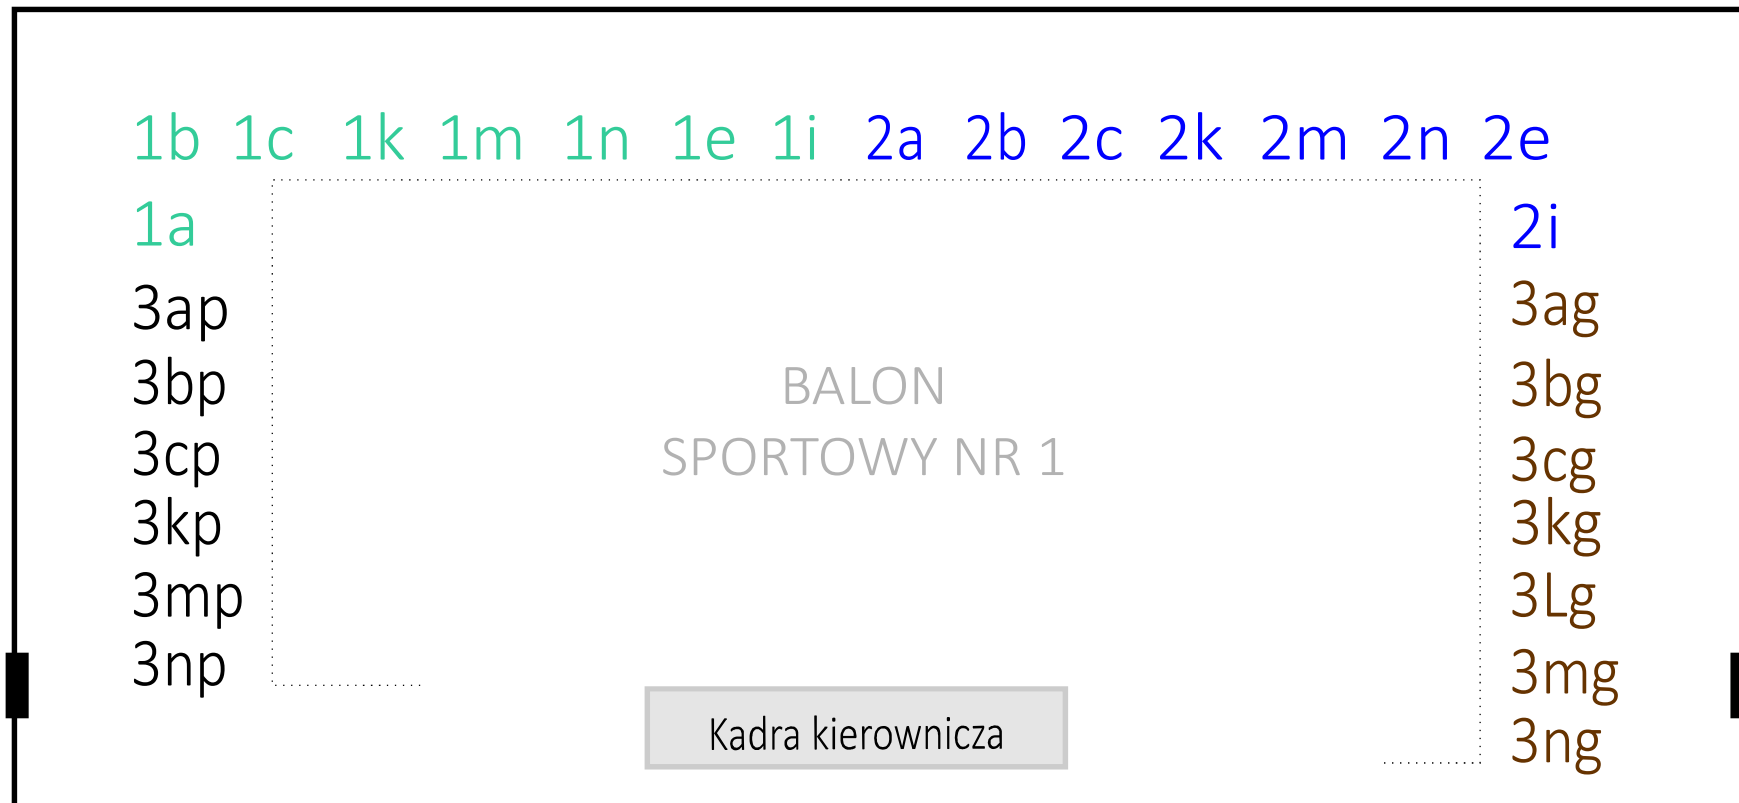 1b 1c 1k 1m 1n 1e 1i 2a 2b 2c 2k 2m 2n 2e
1a 2i
3ap 3ag
3bp BALON 3bg
3cp SPORTOWY NR 1 3cg
3kp 3kg
3mp 3Lg
3np 3mg
Kadra kierownicza 3ng